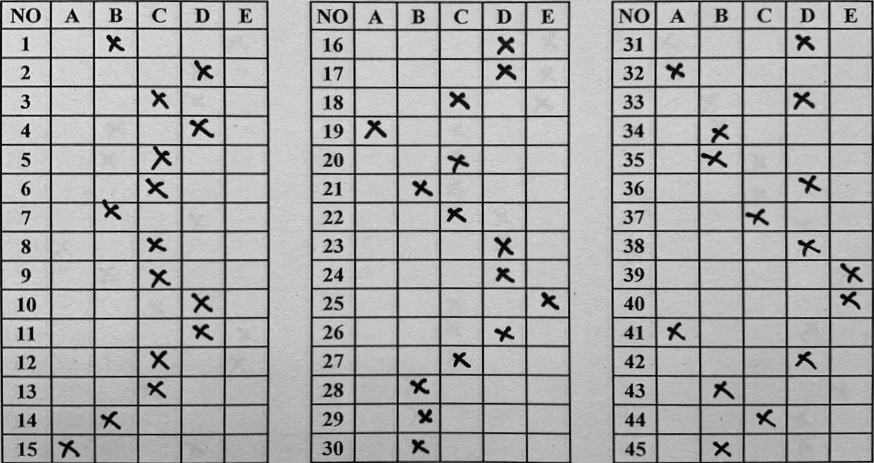 NO A B C D E NO A B C D E NO A B C D E
1 X 16 X 31 X
2 X 17 X 32 X
3 X 18 X 33 X
4 X 19 X 34 X
5 X 20 X 35 X
6 X 21 X 36 X
7 X 22 X 37 X
8 X 23 X 38 X
9 X 24 X 39 X
10 X 25 X 40 X
11 X 26 X 41 X
12 X 27 X 42 X
13 X 28 X 43 X
14 X 29 X 44 X
15 X 30 X 45 X